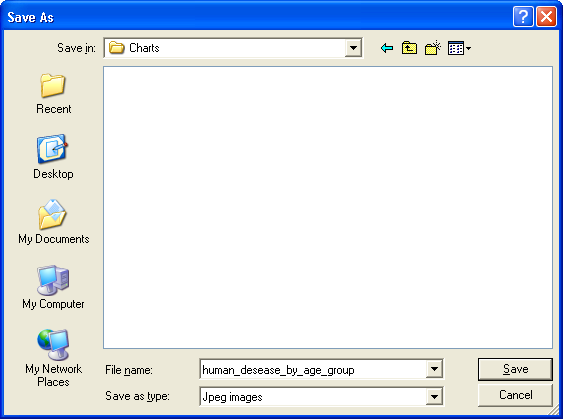 Save As
Save in: Charts
Recent
Desktop
My Documents
My Computer
My Network
Places
File name: human_desease_by_age_group Save
Save as type: Jpeg images Cancel